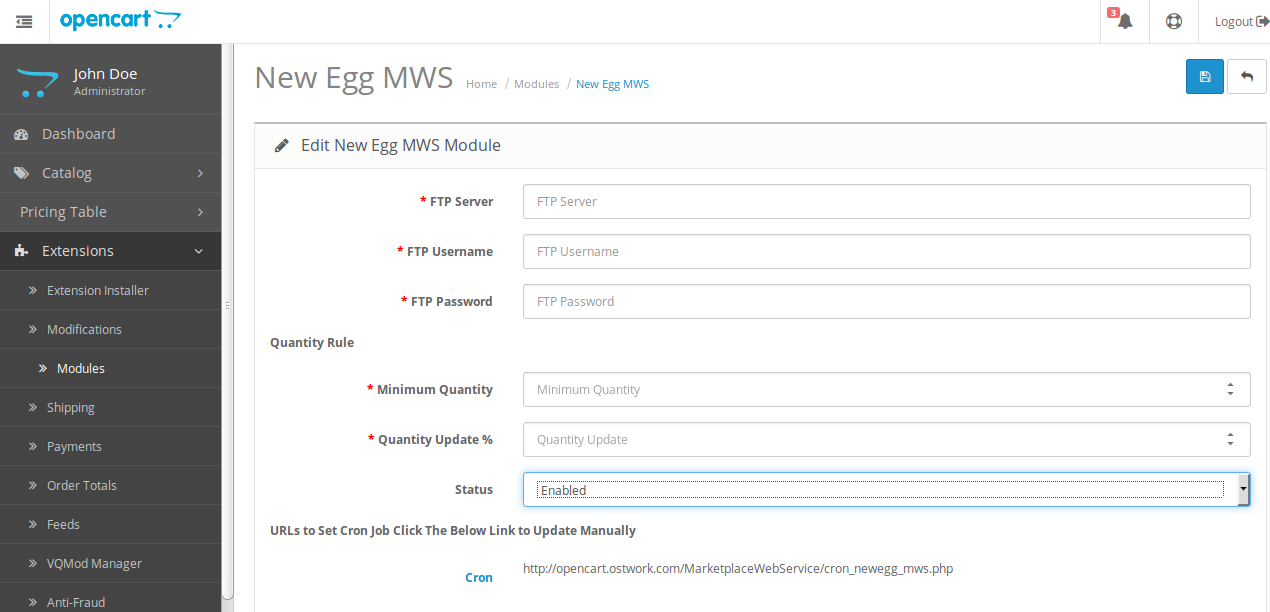 opencart
3
Logout
John Doe
Administrator
Dashboard
Catalog
Pricing Table
Extensions
Extension Installer
Modifications
Modules
Shipping
Payments
Order Totals
Feeds
VQMod Manager
Anti-Fraud
New Egg MWS
Home / Modules / New Egg MWS
Edit New Egg MWS Module
* FTP Server FTP Server
* FTP Username FTP Username
* FTP Password FTP Password
Quantity Rule
* Minimum Quantity Minimum Quantity
* Quantity Update % Quantity Update
Status Enabled
URLs to Set Cron Job Click The Below Link to Update Manually
Cron http://opencart.ostwork.com/MarketplaceWebService/cron_newegg_mws.php